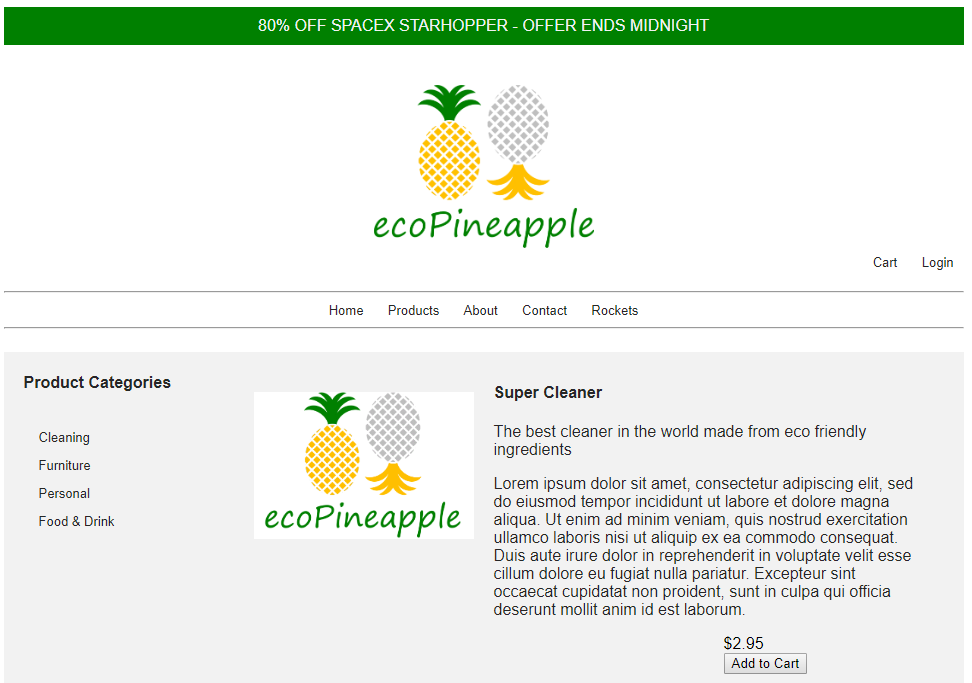 80% OFF SPACEX STARHOPPER - OFFER ENDS MIDNIGHT
ecoPineapple
Cart Login
Home Products About Contact Rockets
Product Categories
Cleaning
Furniture
Personal
Food & Drink
ecoPineapple
Super Cleaner
The best cleaner in the world made from eco friendly
ingredients
Lorem ipsum dolor sit amet, consectetur adipiscing elit, sed
do eiusmod tempor incididunt ut labore et dolore magna
aliqua. Ut enim ad minim veniam, quis nostrud exercitation
ullamco laboris nisi ut aliquip ex ea commodo consequat.
Duis aute irure dolor in reprehenderit in voluptate velit esse
cillum dolore eu fugiat nulla pariatur. Excepteur sint
occaecat cupidatat non proident, sunt in culpa qui officia
deserunt mollit anim id est laborum.
$2.95
Add to Cart